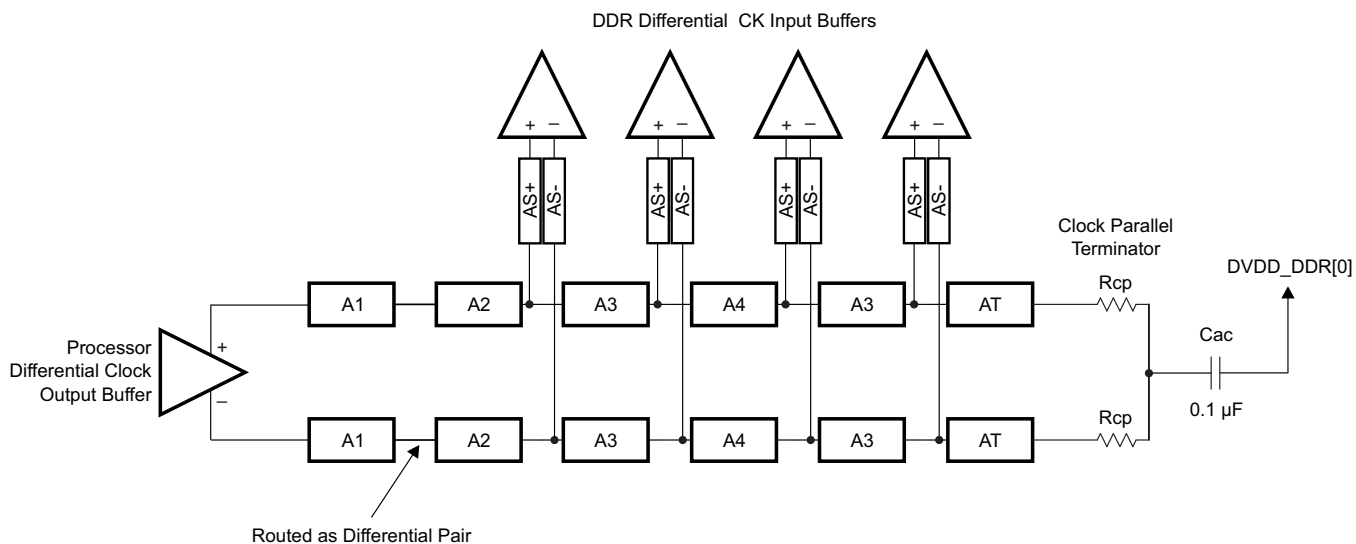 DDR Differential CK Input Buffers
+ –
+ –
+ –
+ –
AS+
AS-
AS+
AS-
AS+
AS-
AS+
AS-
Clock Parallel
Terminator
DVDD_DDR[0]
A1
A2
A3
A4
A3
AT
Rcp
Processor
Differential Clock
Output Buffer
+
–
Cac
0.1 µF
A1
A2
A3
A4
A3
AT
Rcp
Routed as Differential Pair